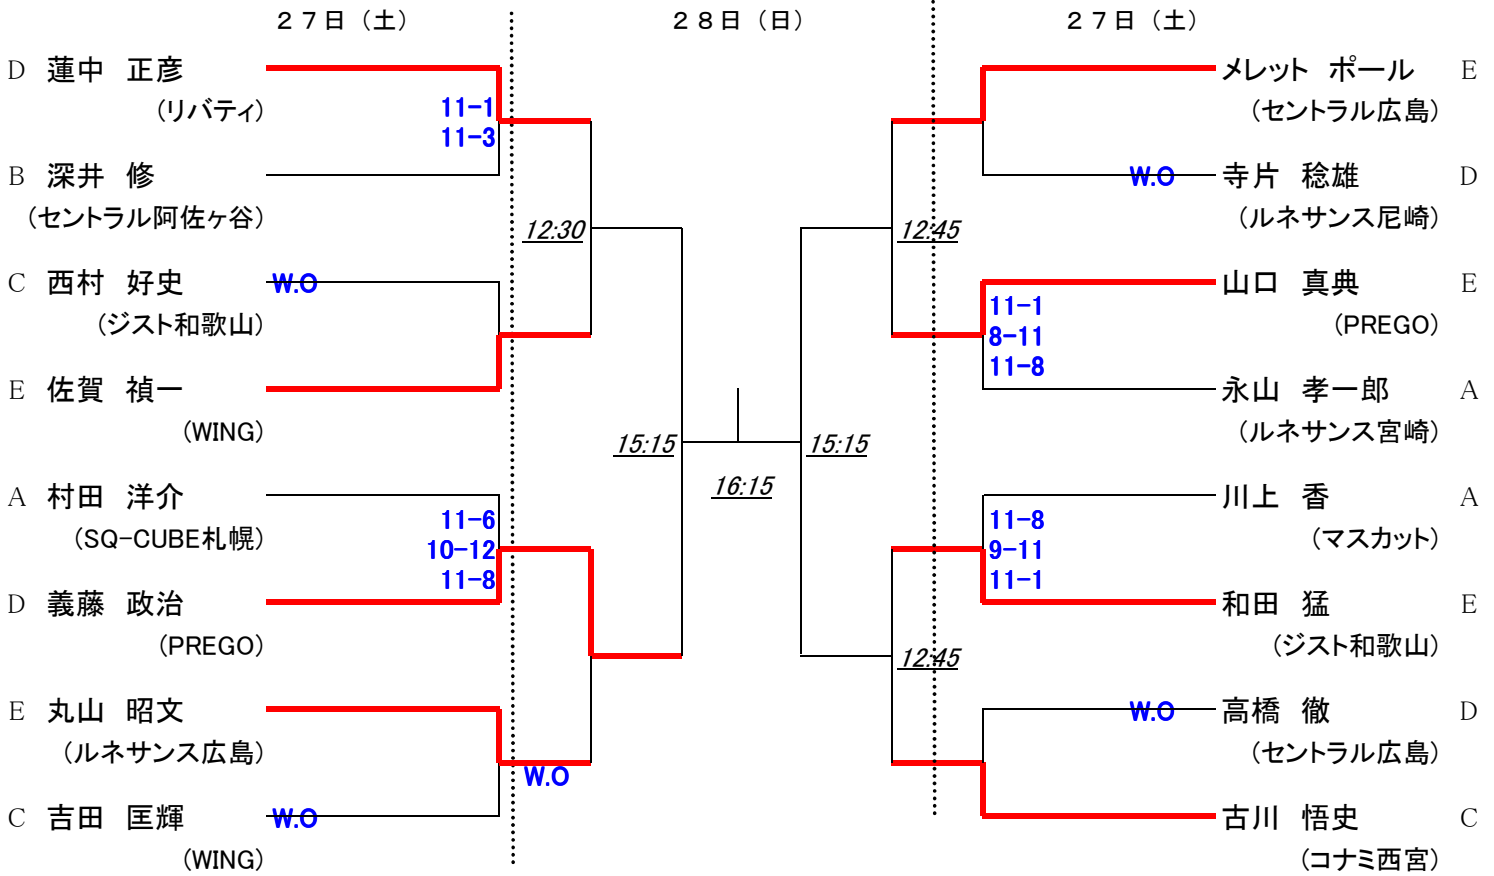 27日（土）
28日（日）
27日（土）
D 蓮中 正彦
（リバティ）
11-1
11-3
B 深井 修
（セントラル阿佐ヶ谷）
12:30
C 西村 好史
W.O
（ジスト和歌山）
E 佐賀 禎一
（WING）
15:15
A 村田 洋介
（SQ-CUBE札幌）
11-6
10-12
11-8
D 義藤 政治
（PREGO）
E 丸山 昭文
（ルネサンス広島）
W.O
C 吉田 匡輝
W.O
（WING）
16:15
メレット ポール E
（セントラル広島）
W.O
寺片 稔雄 D
（ルネサンス尼崎）
12:45
山口 真典 E
11-1
8-11
11-8
（PREGO）
永山 孝一郎 A
（ルネサンス宮崎）
15:15
川上 香 A
11-8
9-11
11-1
（マスカット）
和田 猛 E
（ジスト和歌山）
12:45
W.O
高橋 徹 D
（セントラル広島）
古川 悟史 C
（コナミ西宮）